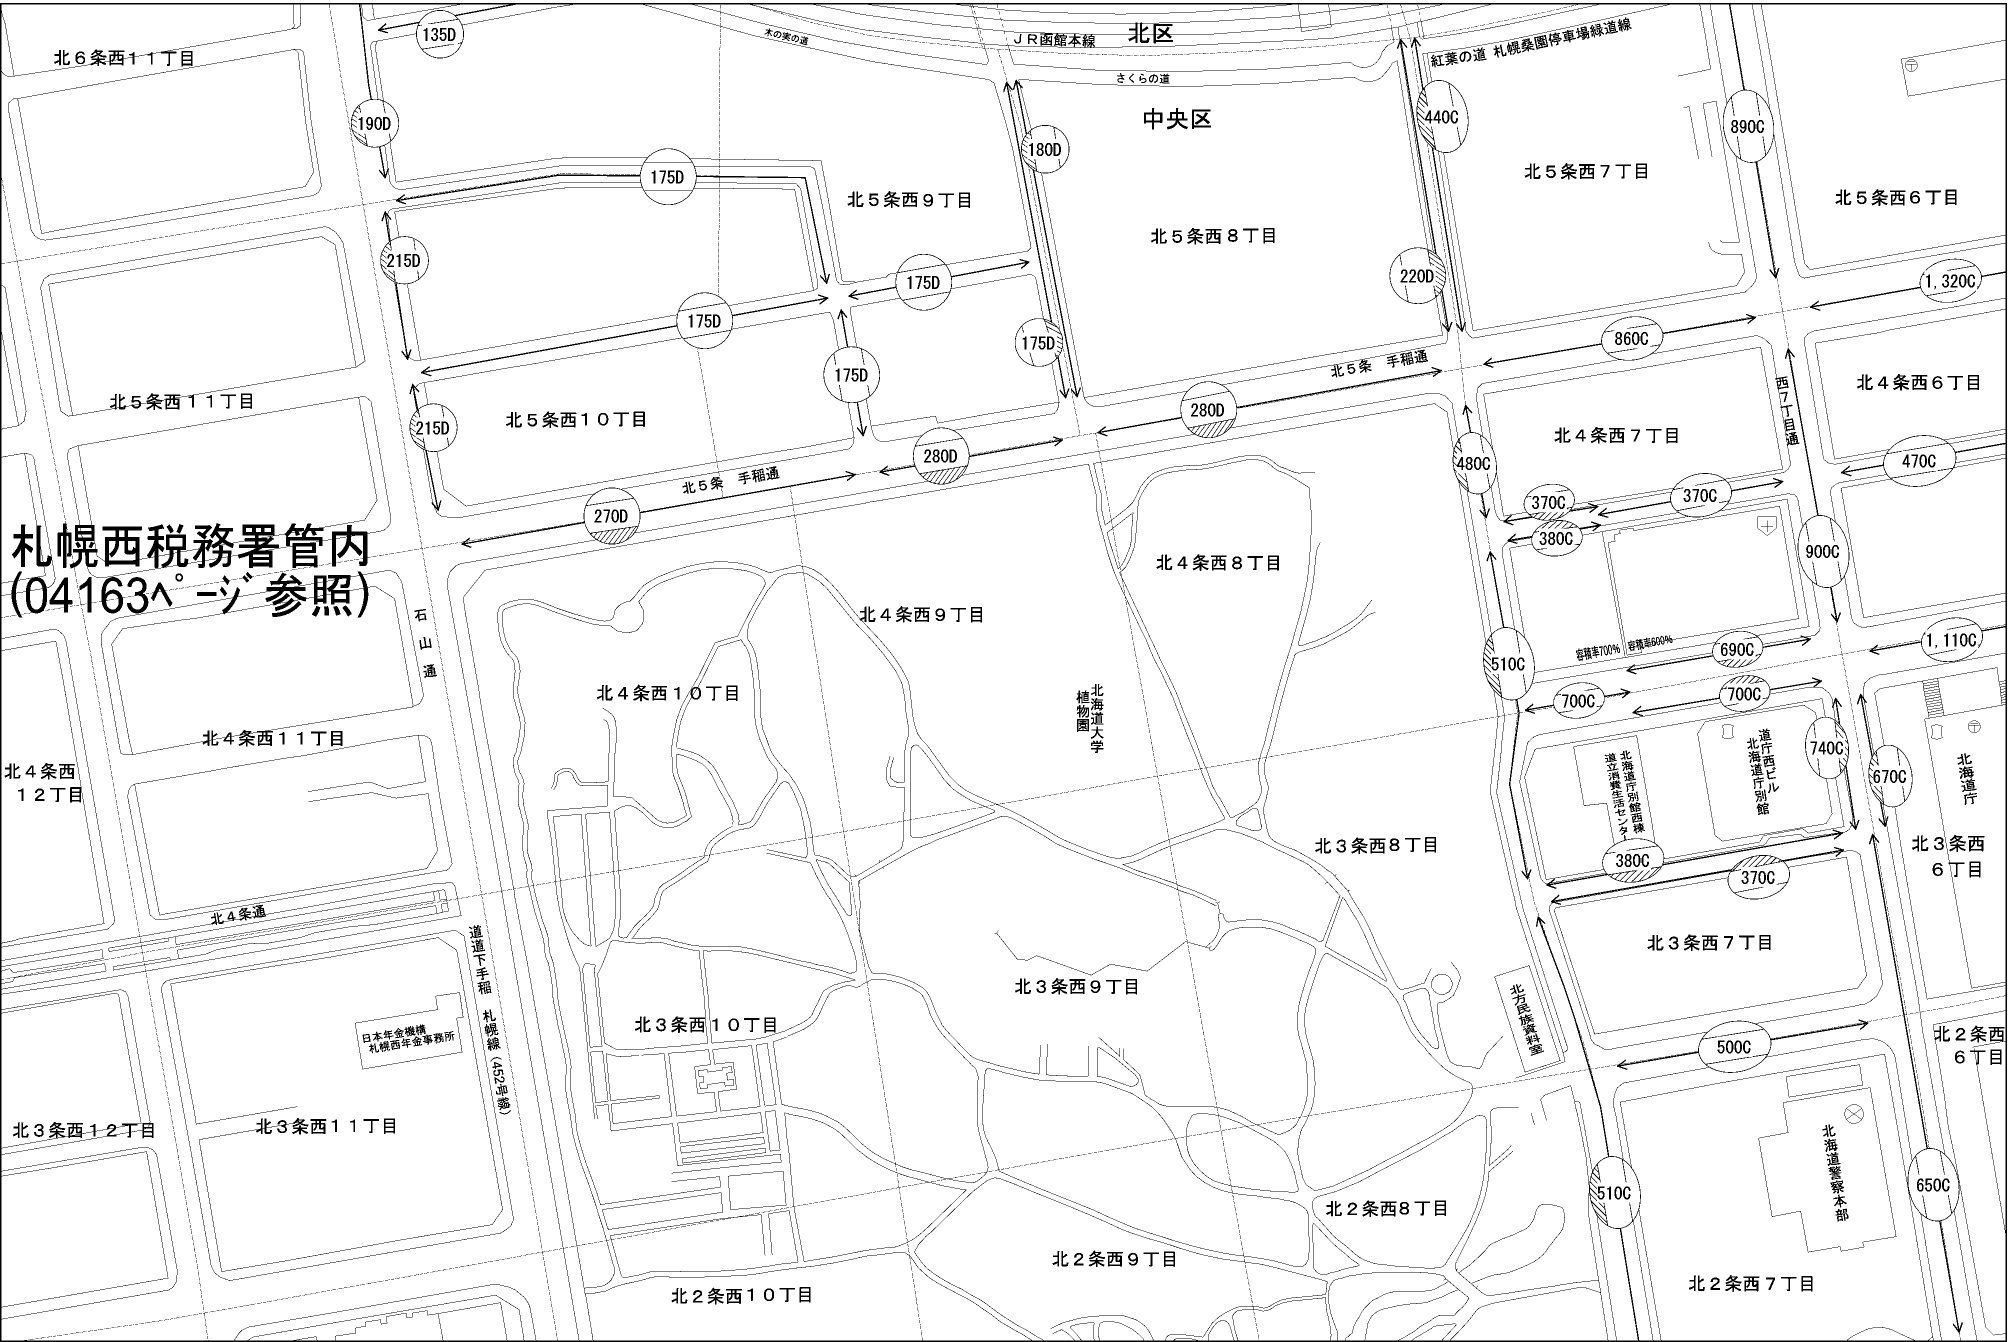 135D
北区
ＪＲ函館本線
木の実の道
紅葉の道 札幌桑園停車場緑道線
北６条西１１丁目
さくらの道
190D
中央区
440C
890C
180D
175D
北５条西７丁目
北５条西６丁目
北５条西９丁目
北５条西８丁目
215D
175D
220D
1,320C
175D
175D
860C
175D
北５条　手稲通
280D
西７丁目通
北４条西６丁目
北５条西１１丁目
215D
北５条西１０丁目
北４条西７丁目
280D
480C
470C
北５条　手稲通
270D
370C
370C
380C
札幌西税務署管内
(04163ﾍﾟｰｼﾞ参照)
900C
北４条西８丁目
石山通
北４条西９丁目
容積率700%
容積率600%
690C
1,110C
510C
北４条西１０丁目
700C
700C
北海道大学
植物園
北４条西１１丁目
740C
北４条西
１２丁目
670C
北海道庁別館西棟
道立消費生活センター
道庁西ビル
北海道庁別館
北海道庁
北３条西８丁目
380C
370C
北３条西
６丁目
北４条通
北３条西７丁目
道道下手稲　札幌線(452号線)
北３条西９丁目
北３条西１０丁目
日本年金機構
札幌西年金事務所
北方民族資料室
500C
北２条西
６丁目
北３条西１２丁目
北３条西１１丁目
北海道警察本部
510C
650C
北２条西８丁目
北２条西９丁目
北２条西１０丁目
北２条西７丁目